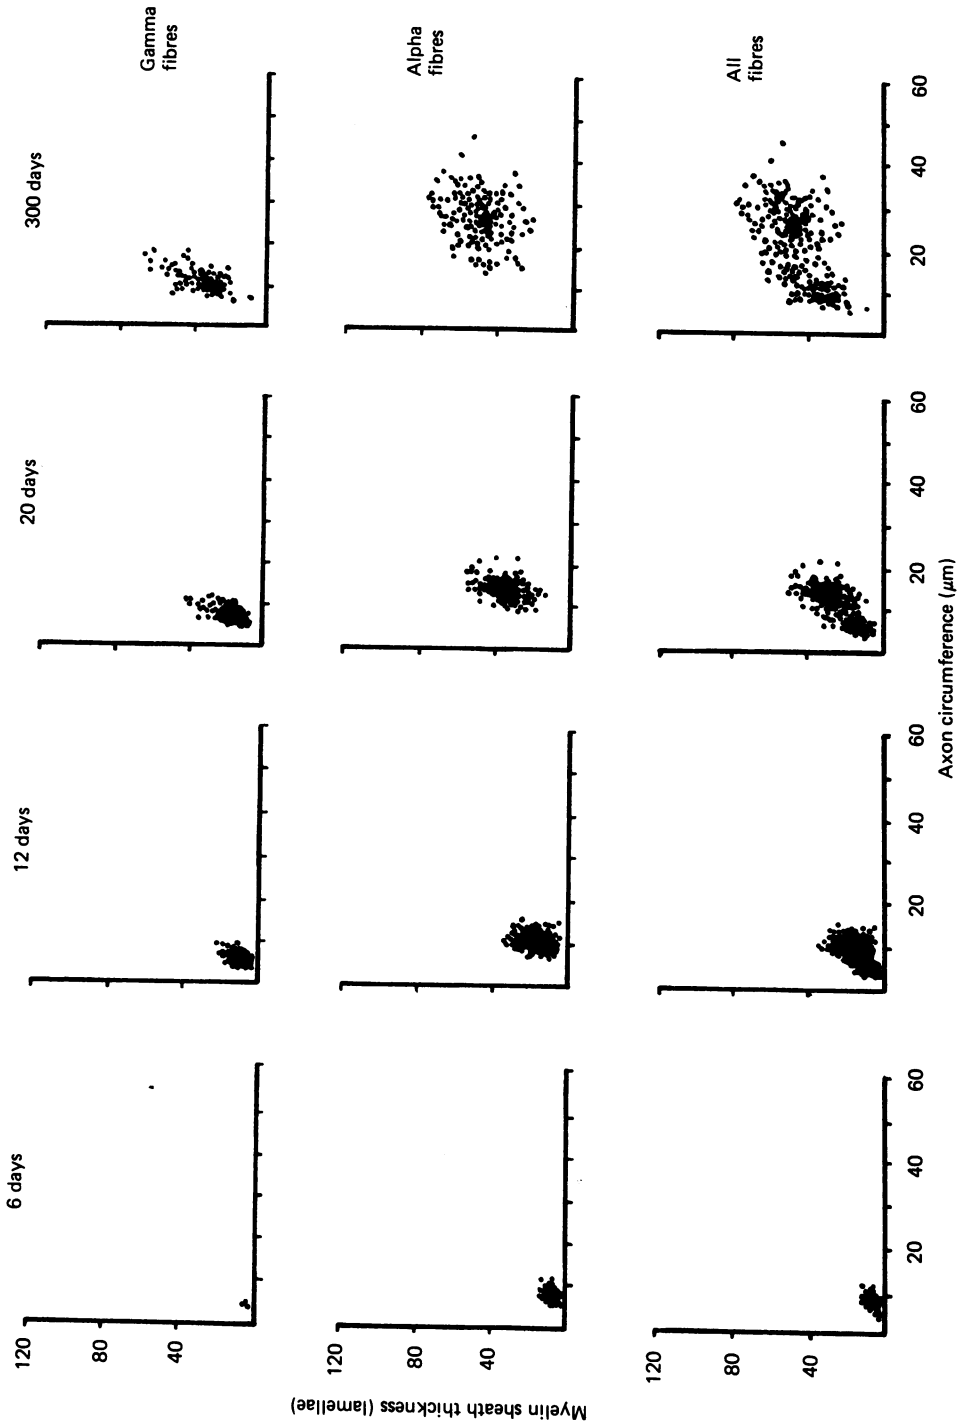 6 days
12 days
20 days
300 days
Gamma
fibres
120
80
40
Alpha
fibres
120
80
40
All
fibres
120
80
40
20
40
60
20
40
60
20
40
60
20
40
60
Myelin sheath thickness (lamellae)
Axon circumference (μm)